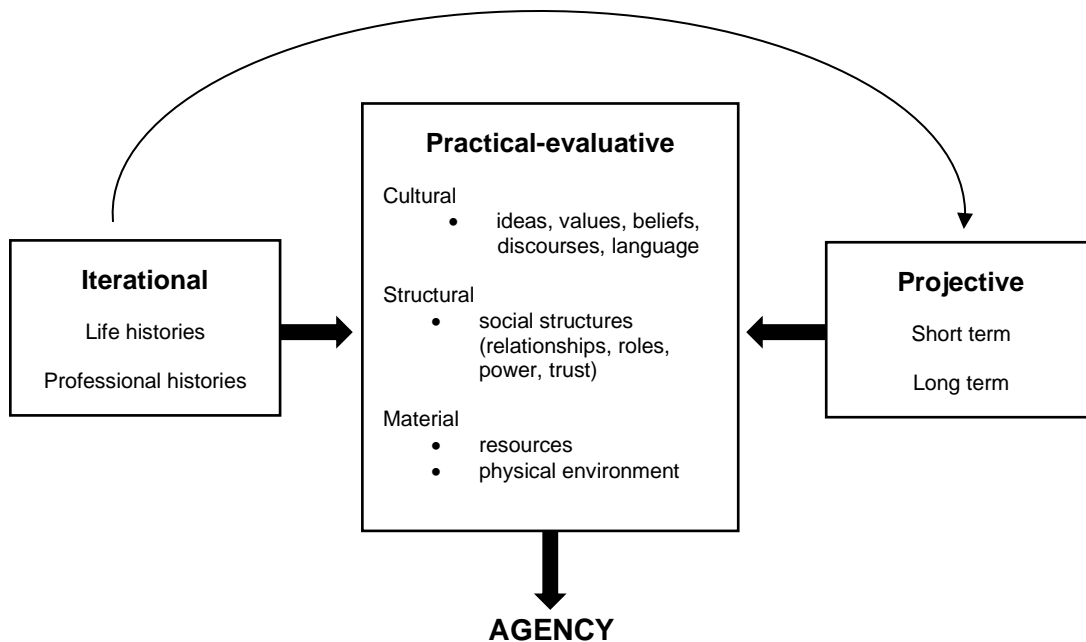 Practical-evaluative
Cultural
• ideas, values, beliefs,
discourses, language
Structural
• social structures
(relationships, roles,
power, trust)
Material
• resources
• physical environment
Iterational
Life histories
Professional histories
Projective
Short term
Long term
AGENCY